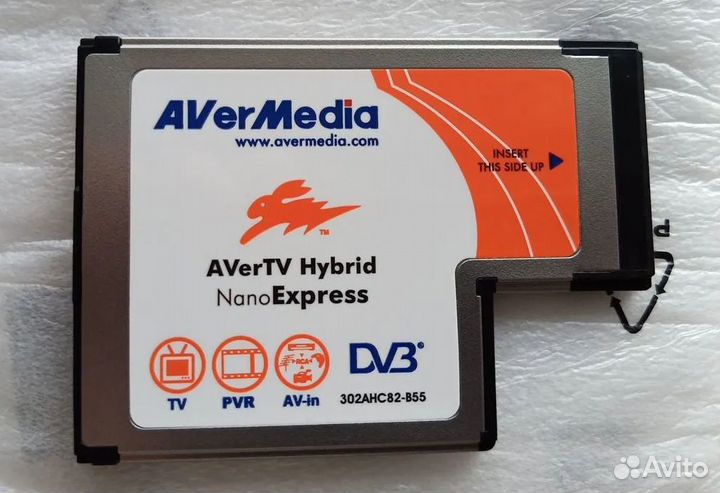 AVerMedia
www.avermedia.com
INSERT
THIS SIDE UP
TM
AVerTV Hybrid
NanoExpress
RCA
TV
PVR
AV-in
DVB®
302AHC82-B55
Avito